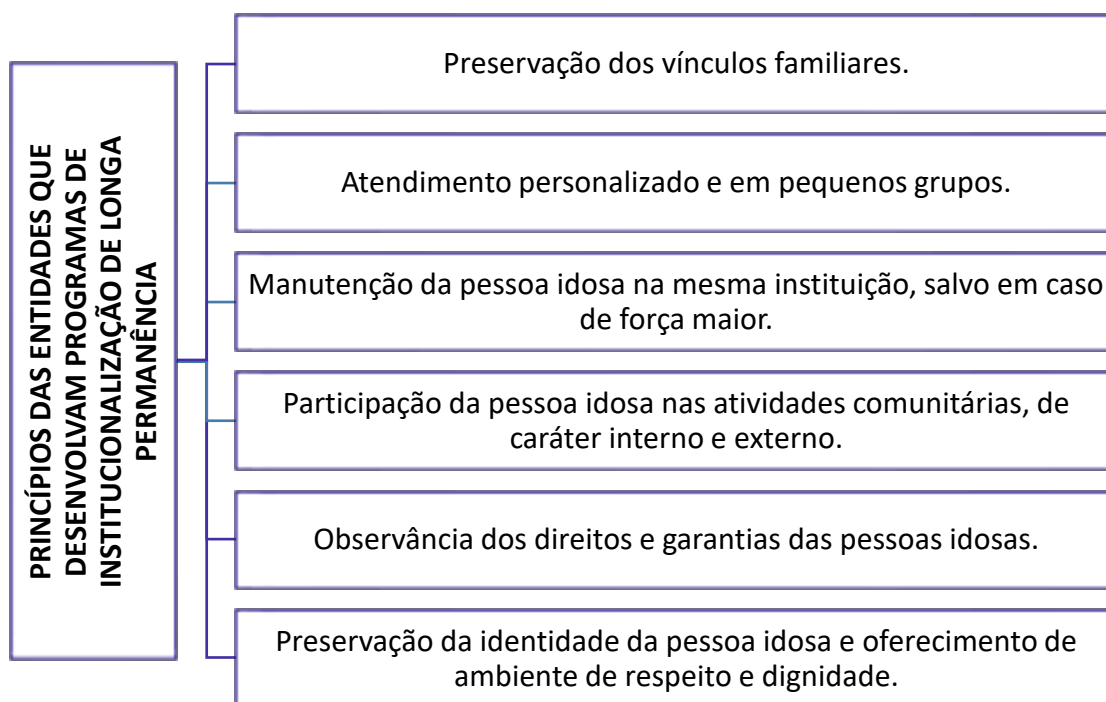 PRINCÍPIOS DAS ENTIDADES QUE
DESENVOLVAM PROGRAMAS DE
INSTITUCIONALIZAÇÃO DE LONGA
PERMANÊNCIA
Preservação dos vínculos familiares.
Atendimento personalizado e em pequenos grupos.
Manutenção da pessoa idosa na mesma instituição, salvo em caso
de força maior.
Participação da pessoa idosa nas atividades comunitárias, de
caráter interno e externo.
Observância dos direitos e garantias das pessoas idosas.
Preservação da identidade da pessoa idosa e oferecimento de
ambiente de respeito e dignidade.